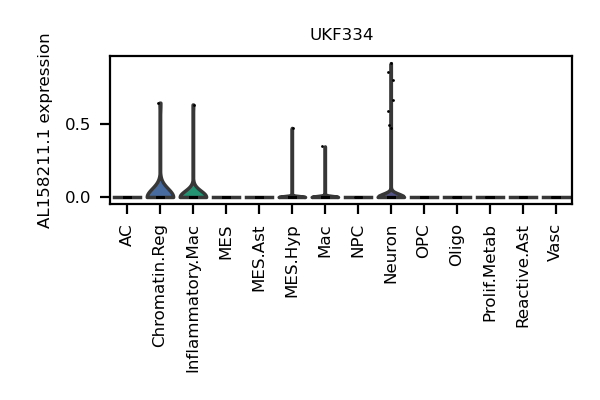 UKF334
AL158211.1 expression
0.5
0.0
AC
Chromatin.Reg
Inflammatory.Mac
MES
MES.Ast
MES.Hyp
Mac
NPC
Neuron
OPC
Oligo
Prolif.Metab
Reactive.Ast
Vasc